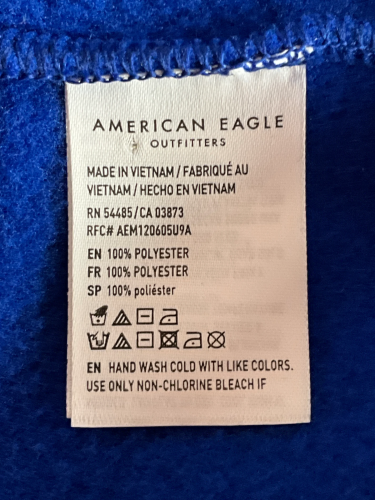 AMERICAN EAGLE
OUTFITTERS
MADE IN VIETNAM / FABRIQUÉ AU
VIETNAM / HECHO EN VIETNAM
RN 54485 / CA 03873
RFC# AEM120605U9A
EN 100% POLYESTER
FR 100% POLYESTER
SP 100% poliéster
EN HAND WASH COLD WITH LIKE COLORS.
USE ONLY NON-CHLORINE BLEACH IF